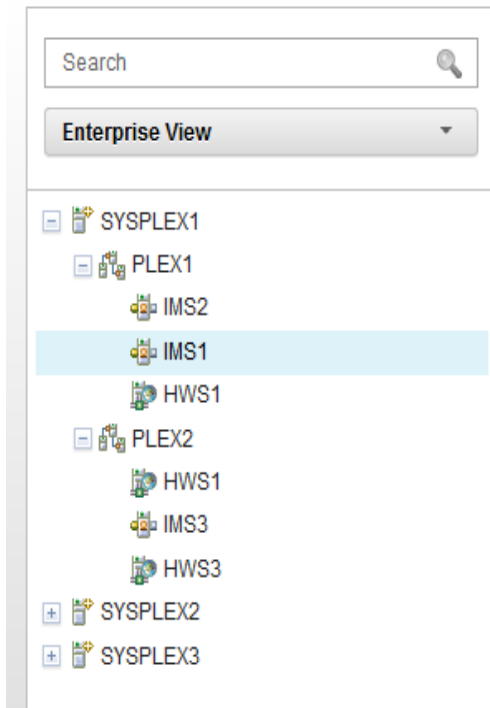 Search
Enterprise View
SYSPLEX1
PLEX1
IMS2
IMS1
HWS1
PLEX2
HWS1
IMS3
HWS3
SYSPLEX2
SYSPLEX3